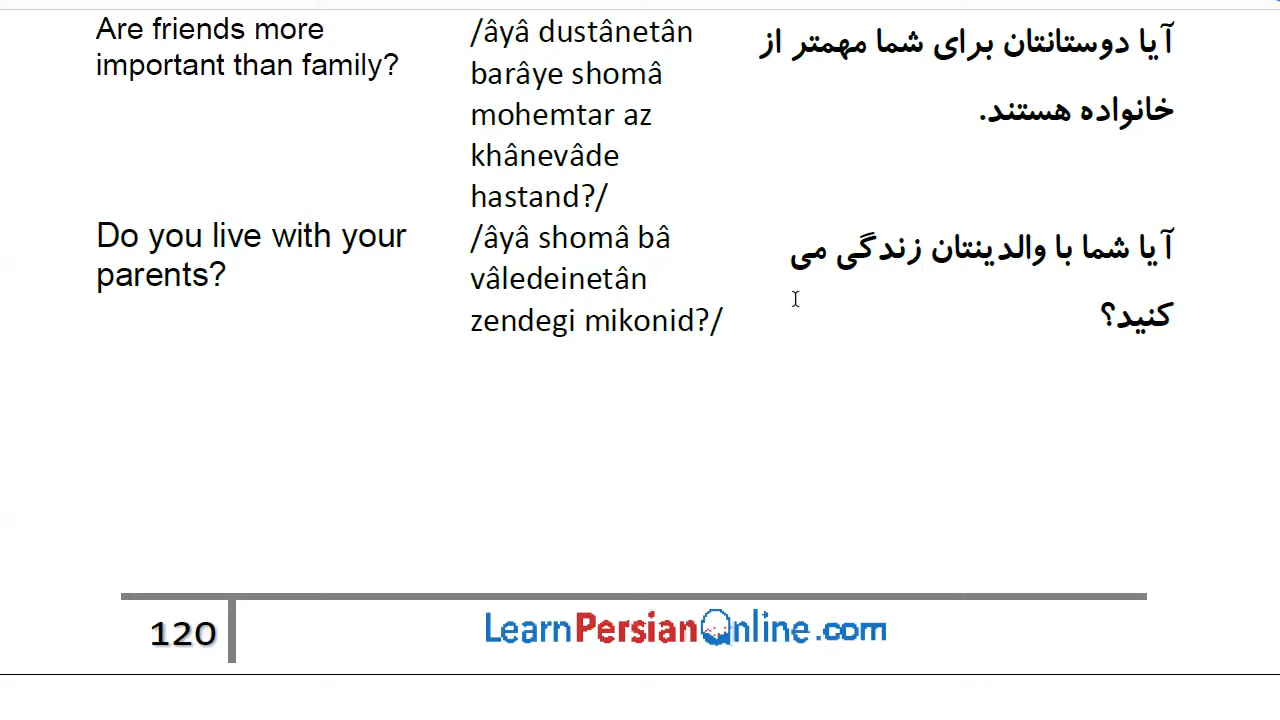 Are friends more
important than family?
/âyâ dustânetân
barâye shomâ
mohemtar az
khânevâde
hastand?/
آیا دوستانتان برای شما مهمتر از
خانواده هستند.
Do you live with your
parents?
/âyâ shomâ bâ
vâledeinetân
zendegi mikonid?/
آیا شما با والدینتان زندگی می
کنید؟
120
LearnPersianOnline.com